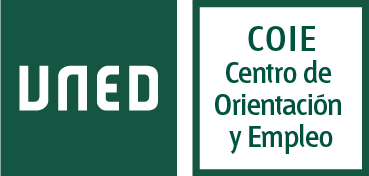 UNED
COIE
Centro de
Orientación
y Empleo